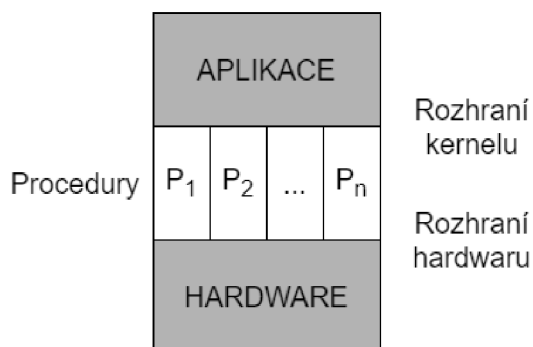 APLIKACE
Rozhraní
kernelu
Procedury P₁ P₂ ... Pₙ
Rozhraní
hardwaru
HARDWARE